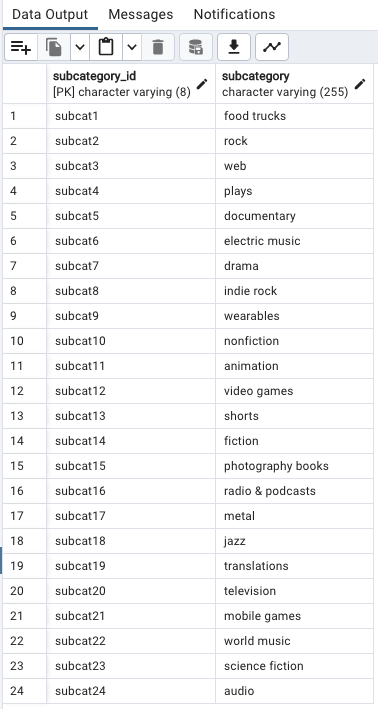 Data Output Messages Notifications
subcategory_id subcategory
[PK] character varying (8) character varying (255)
1 subcat1 food trucks
2 subcat2 rock
3 subcat3 web
4 subcat4 plays
5 subcat5 documentary
6 subcat6 electric music
7 subcat7 drama
8 subcat8 indie rock
9 subcat9 wearables
10 subcat10 nonfiction
11 subcat11 animation
12 subcat12 video games
13 subcat13 shorts
14 subcat14 fiction
15 subcat15 photography books
16 subcat16 radio & podcasts
17 subcat17 metal
18 subcat18 jazz
19 subcat19 translations
20 subcat20 television
21 subcat21 mobile games
22 subcat22 world music
23 subcat23 science fiction
24 subcat24 audio